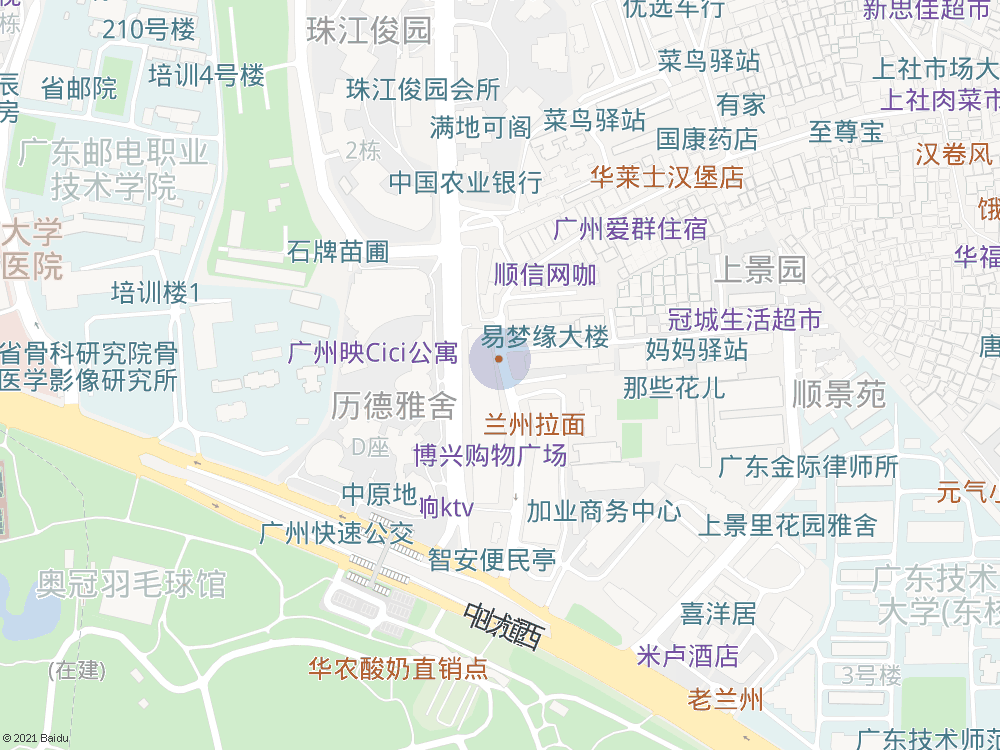 优选车行
新思佳超市
栋
210号楼
珠江俊园
菜鸟驿站
上社市场大
培训4号楼
省邮院
珠江俊园会所
有家
上社肉菜市
辰
房
满地可阁
菜鸟驿站
国康药店
至尊宝
广东邮电职业
技术学院
2栋
汉卷风
中国农业银行
华莱士汉堡店
饿
大学
医院
广州爱群住宿
石牌苗圃
华福
顺信网咖
上景园
培训楼1
冠城生活超市
易梦缘大楼
唐
省骨科研究院骨
医学影像研究所
广州映Cici公寓
妈妈驿站
那些花儿
顺景苑
历德雅舍
兰州拉面
D座
博兴购物广场
广东金际律师所
中原地
响ktv
元气小
加业商务中心
上景里花园雅舍
广州快速公交
智安便民亭
奥冠羽毛球馆
广东技术
大学(东校
喜洋居
中山大道西
(在建)
华农酸奶直销点
米卢酒店
3号楼
老兰州
广东技术师范
© 2021 Baidu